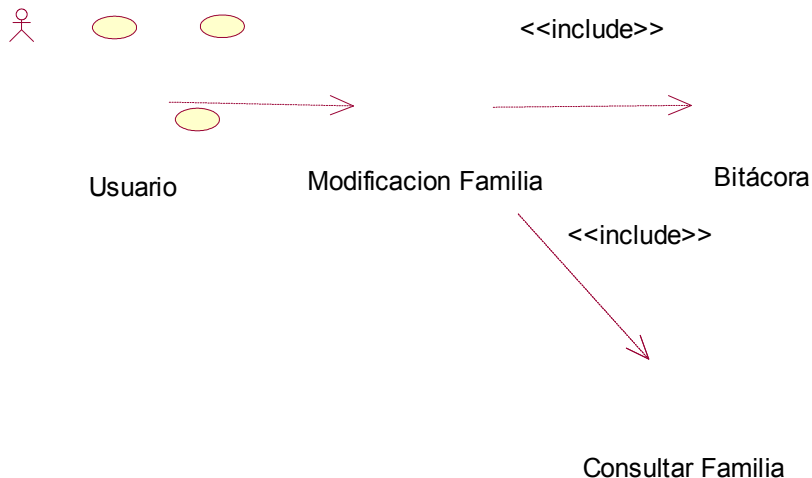 <<include>>
Usuario
Modificacion Familia
Bitácora
<<include>>
Consultar Familia